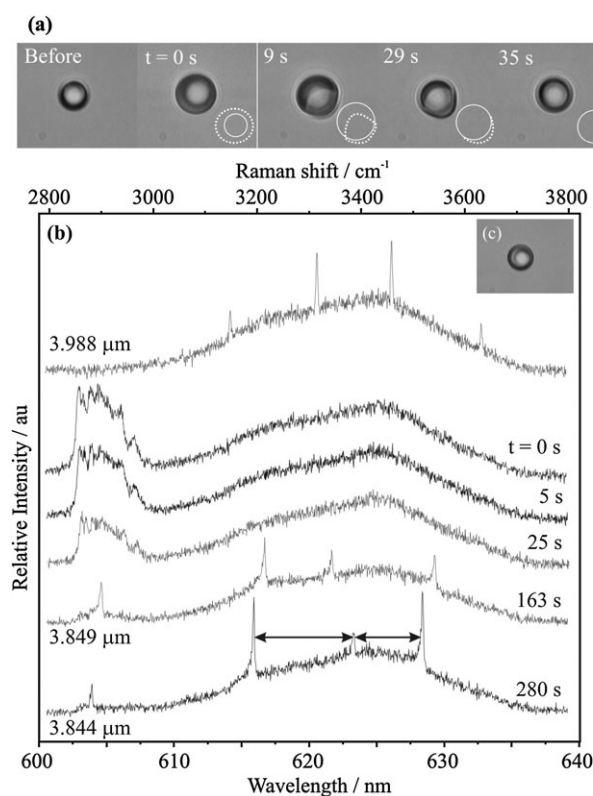 (a)
Before
t = 0 s
9 s
29 s
35 s
Raman shift / cm-1
2800 3000 3200 3400 3600 3800
(b)
(c)
3.988 μm
t = 0 s
5 s
25 s
163 s
3.849 μm
280 s
3.844 μm
Relative Intensity / au
600 610 620 630 640
Wavelength / nm